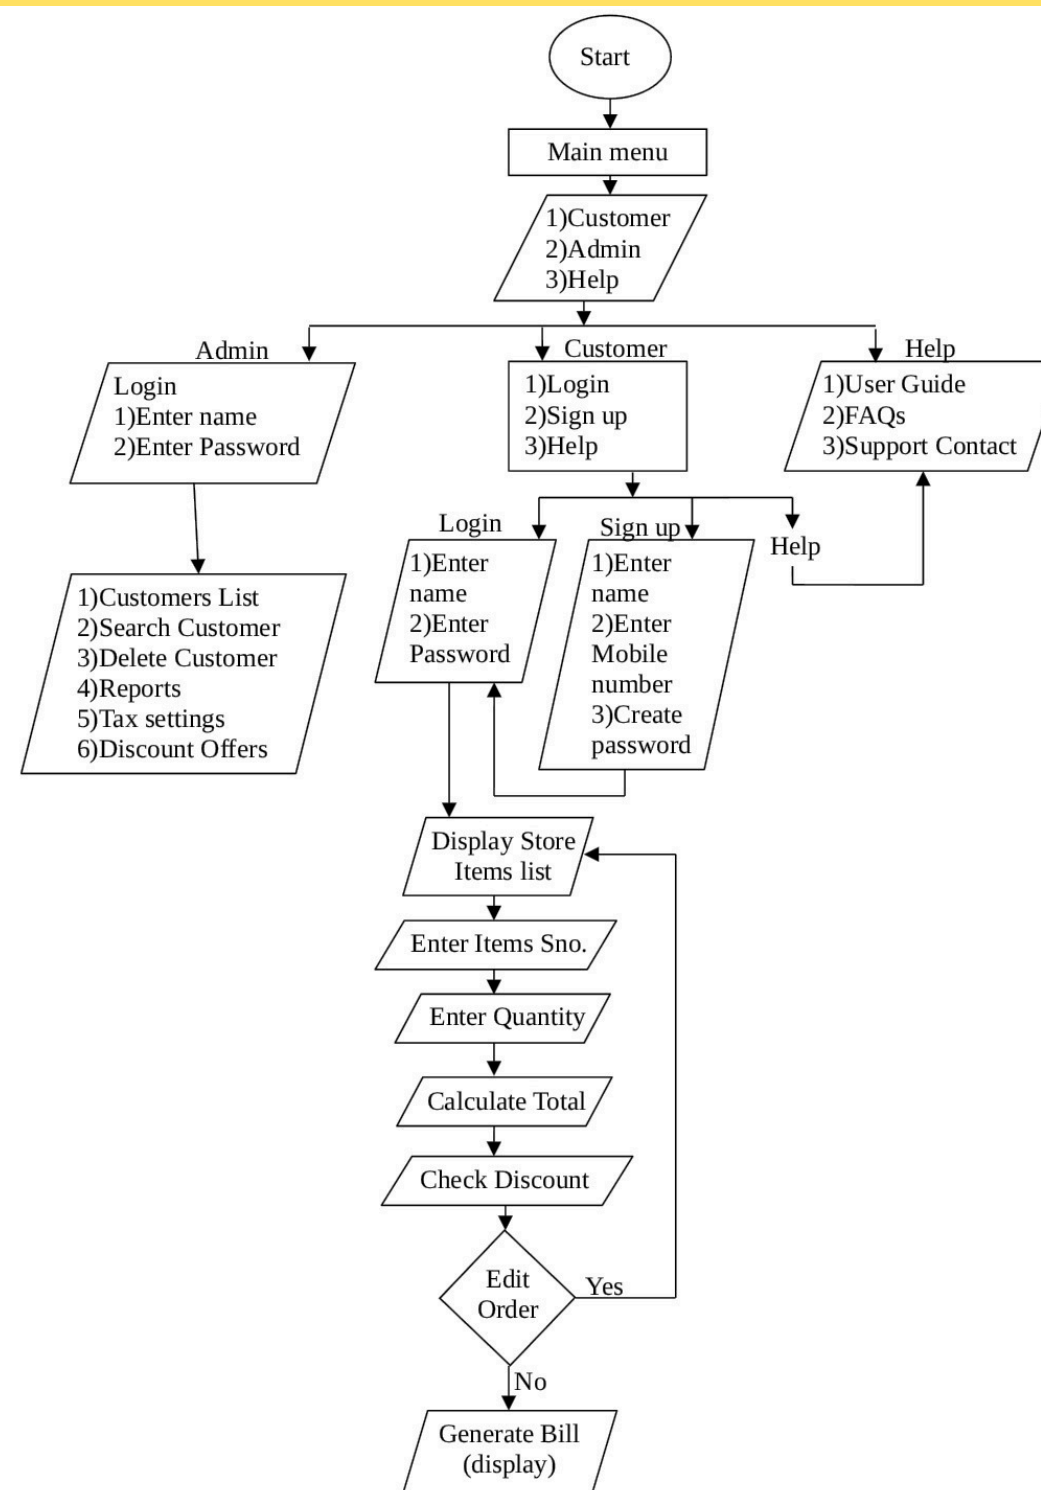 Start
Main menu
1)Customer
2)Admin
3)Help
Admin
Login
1)Enter name
2)Enter Password
1)Customers List
2)Search Customer
3)Delete Customer
4)Reports
5)Tax settings
6)Discount Offers
Customer
1)Login
2)Sign up
3)Help
Help
1)User Guide
2)FAQs
3)Support Contact
Login
1)Enter
name
2)Enter
Password
Sign up
1)Enter
name
2)Enter
Mobile
number
3)Create
password
Help
Display Store
Items list
Enter Items Sno.
Enter Quantity
Calculate Total
Check Discount
Edit
Order
Yes
No
Generate Bill
(display)